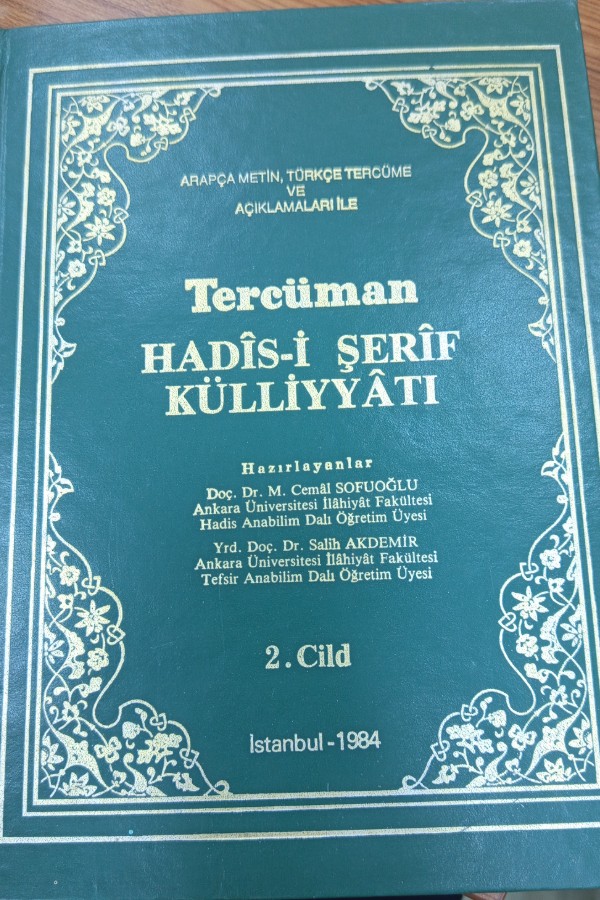 ARAPÇA METİN, TÜRKÇE TERCÜME
VE
AÇIKLAMALARI İLE
Tercüman
HADÎS-İ ŞERÎF
KÜLLİYYÂTI
Hazırlayanlar
Doç. Dr. M. Cemâl SOFUOĞLU
Ankara Üniversitesi İlâhiyât Fakültesi
Hadis Anabilim Dalı Öğretim Üyesi
Yrd. Doç. Dr. Salih AKDEMİR
Ankara Üniversitesi İlâhiyât Fakültesi
Tefsir Anabilim Dalı Öğretim Üyesi
2. Cild
İstanbul - 1984